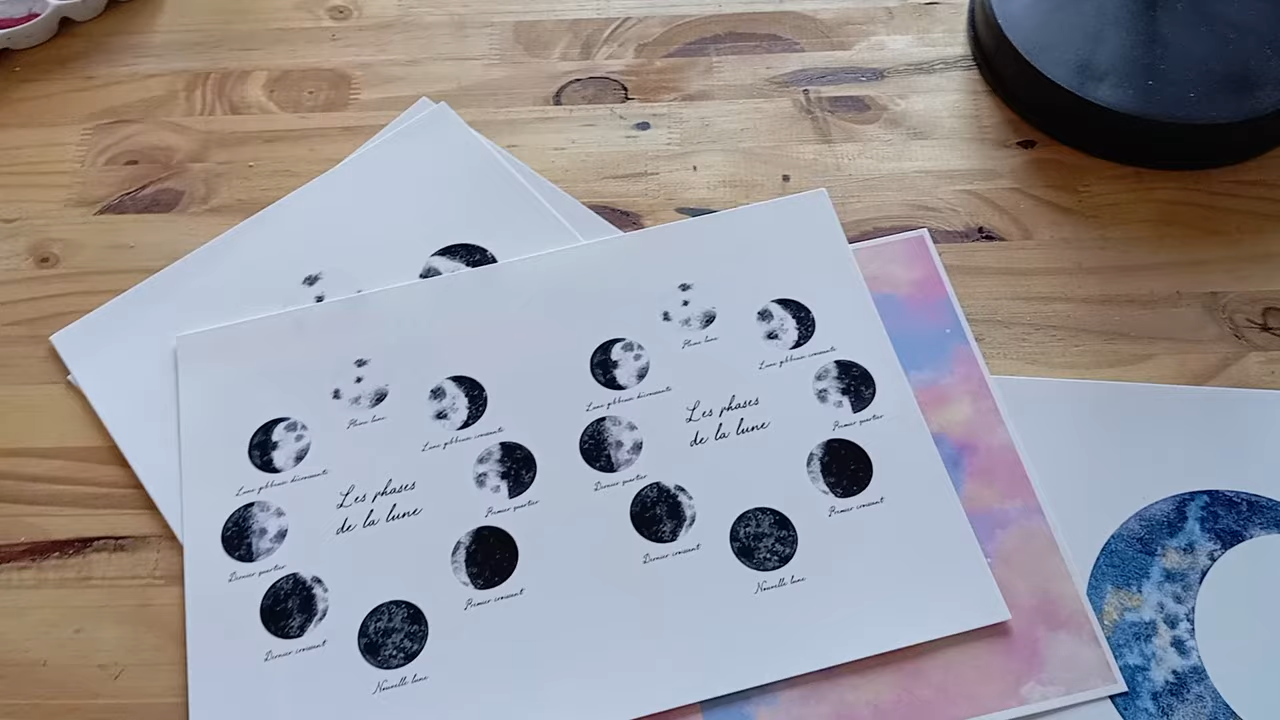 Pleine lune
Lune gibbeuse croissante
Lune gibbeuse décroissante
Les phases
de la lune
Premier quartier
Dernier quartier
Premier croissant
Dernier croissant
Nouvelle lune
Pleine lune
Lune gibbeuse croissante
Lune gibbeuse décroissante
Les phases
de la lune
Premier quartier
Dernier quartier
Premier croissant
Dernier croissant
Nouvelle lune